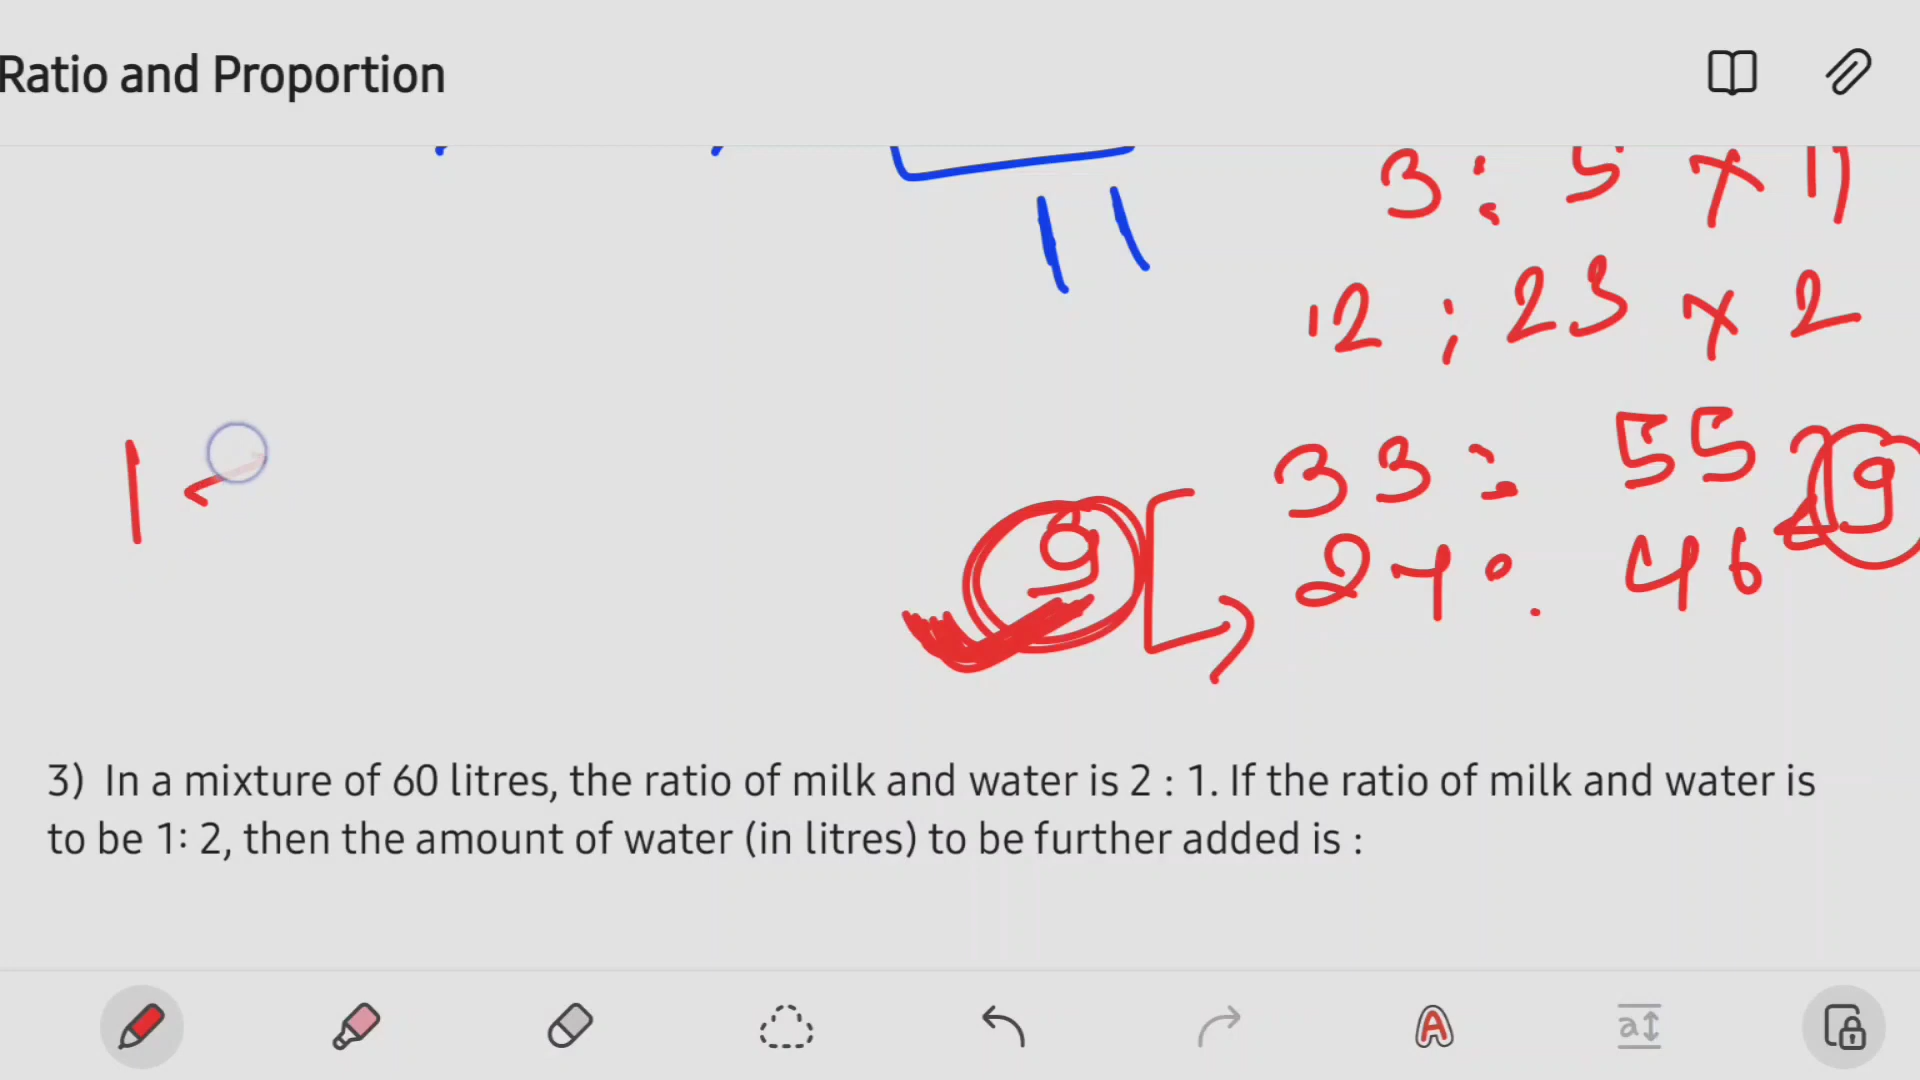 Ratio and Proportion
3 : 5 x 11
11
12 : 23 x 2
33 : 55
9
1
9
24 : 46
3) In a mixture of 60 litres, the ratio of milk and water is 2 : 1. If the ratio of milk and water is
to be 1: 2, then the amount of water (in litres) to be further added is :
A
a